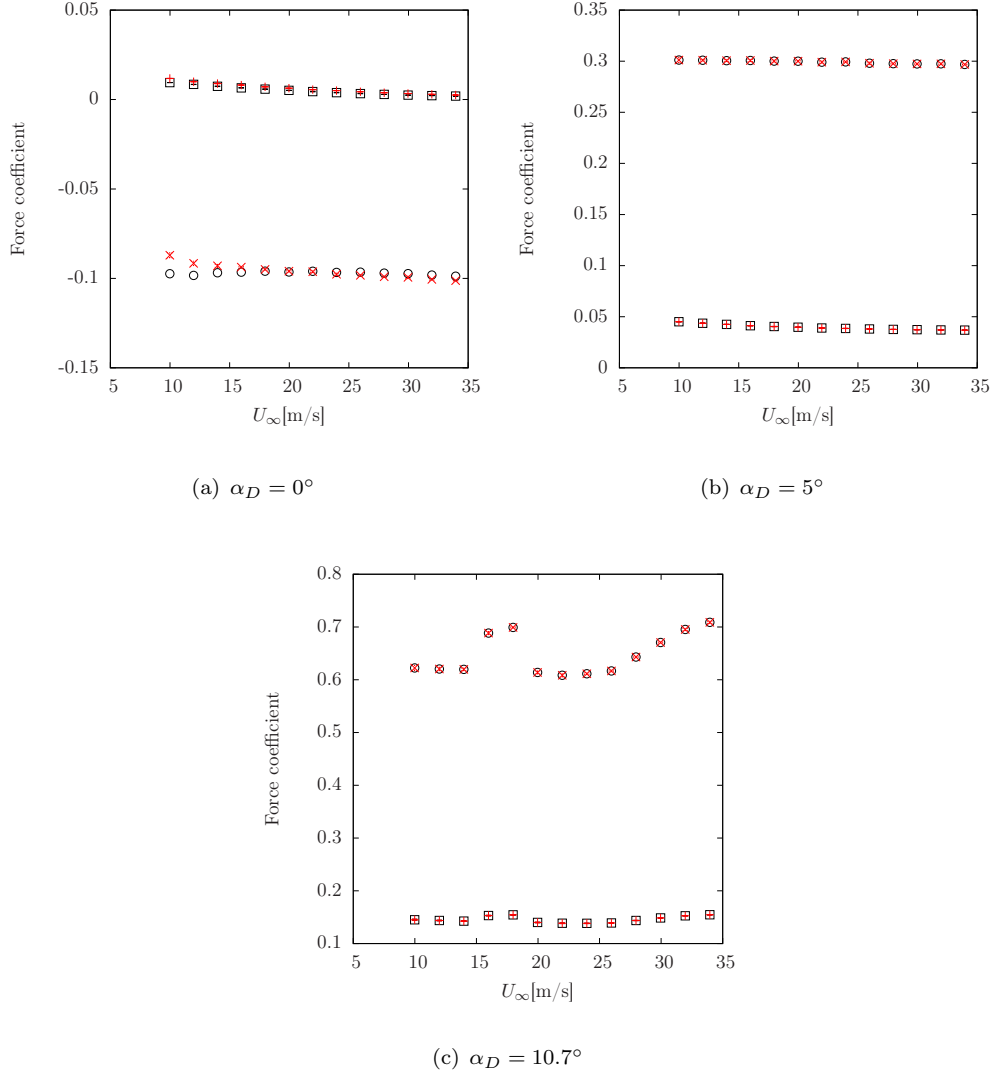 0.05
0
-0.05
-0.1
-0.15
Force coefficient
5 10 15 20 25 30 35
U∞[m/s]
(a) αD = 0°
0.35
0.3
0.25
0.2
0.15
0.1
0.05
0
Force coefficient
5 10 15 20 25 30 35
U∞[m/s]
(b) αD = 5°
0.8
0.7
0.6
0.5
0.4
0.3
0.2
0.1
Force coefficient
5 10 15 20 25 30 35
U∞[m/s]
(c) αD = 10.7°